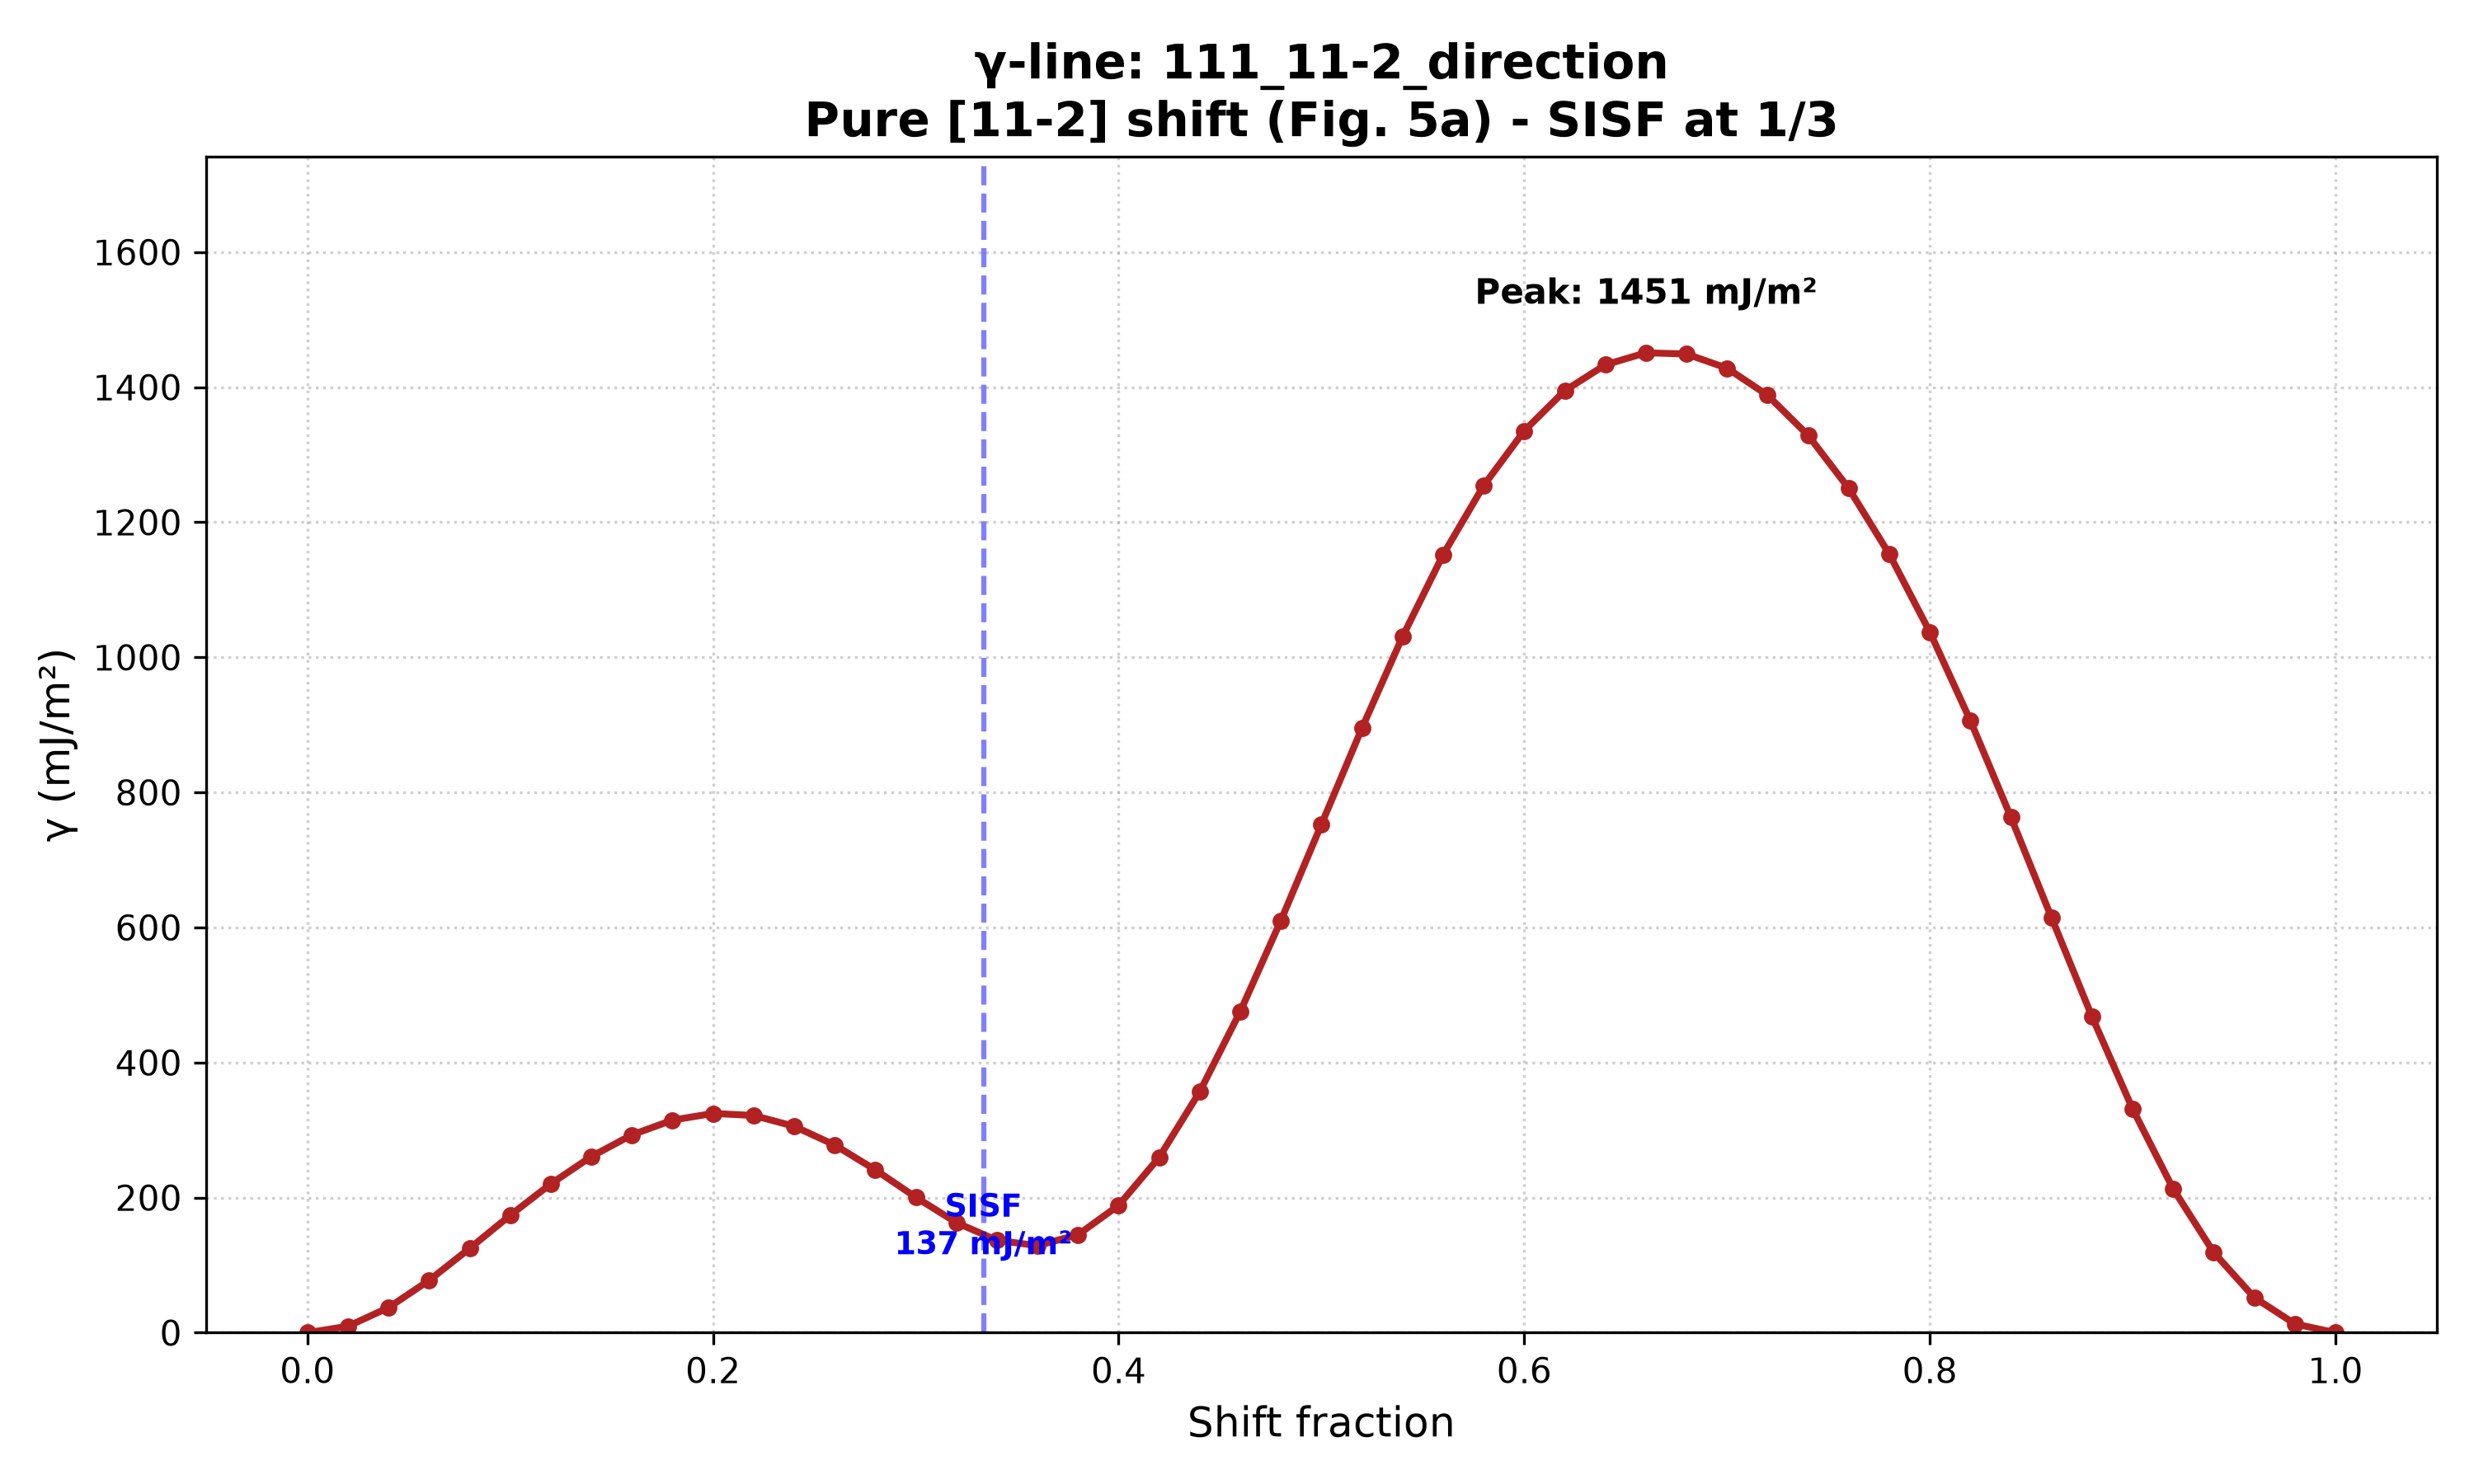 γ-line: 111_11-2_direction
Pure [11-2] shift (Fig. 5a) - SISF at 1/3
1600
1400
1200
1000
800
600
400
200
0
γ (mJ/m²)
Peak: 1451 mJ/m²
SISF
137 mJ/m²
0.0
0.2
0.4
0.6
0.8
1.0
Shift fraction